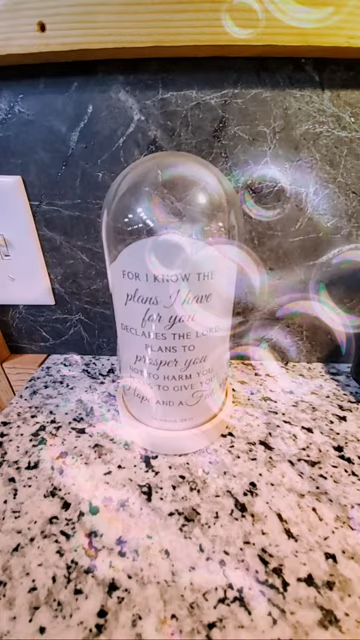 FOR I KNOW THE
plans I have
for you
DECLARES THE LORD
PLANS TO
prosper you
NOT TO HARM YOU
TO GIVE YOU
Hope AND A